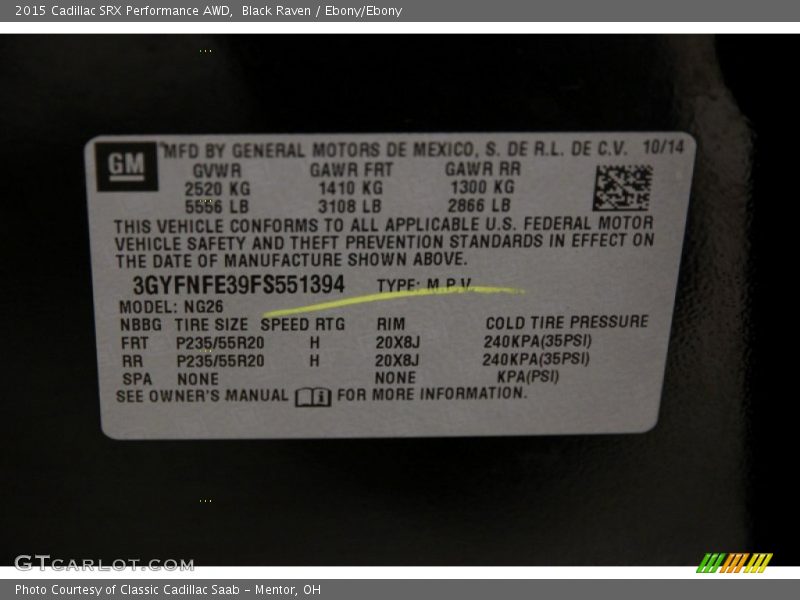 2015 Cadillac SRX Performance AWD, Black Raven / Ebony/Ebony
GM MFD BY GENERAL MOTORS DE MEXICO, S. DE R.L. DE C.V. 10/14
GVWR GAWR FRT GAWR RR
2520 KG 1410 KG 1300 KG
5556 LB 3108 LB 2866 LB
THIS VEHICLE CONFORMS TO ALL APPLICABLE U.S. FEDERAL MOTOR
VEHICLE SAFETY AND THEFT PREVENTION STANDARDS IN EFFECT ON
THE DATE OF MANUFACTURE SHOWN ABOVE.
3GYFNFE39FS551394 TYPE: M.P.V.
MODEL: NG26
NBBG TIRE SIZE SPEED RTG RIM COLD TIRE PRESSURE
FRT P235/55R20 H 20X8J 240KPA(35PSI)
RR P235/55R20 H 20X8J 240KPA(35PSI)
SPA NONE NONE KPA(PSI)
SEE OWNER'S MANUAL FOR MORE INFORMATION.
GTCARLOT.COM
Photo Courtesy of Classic Cadillac Saab - Mentor, OH